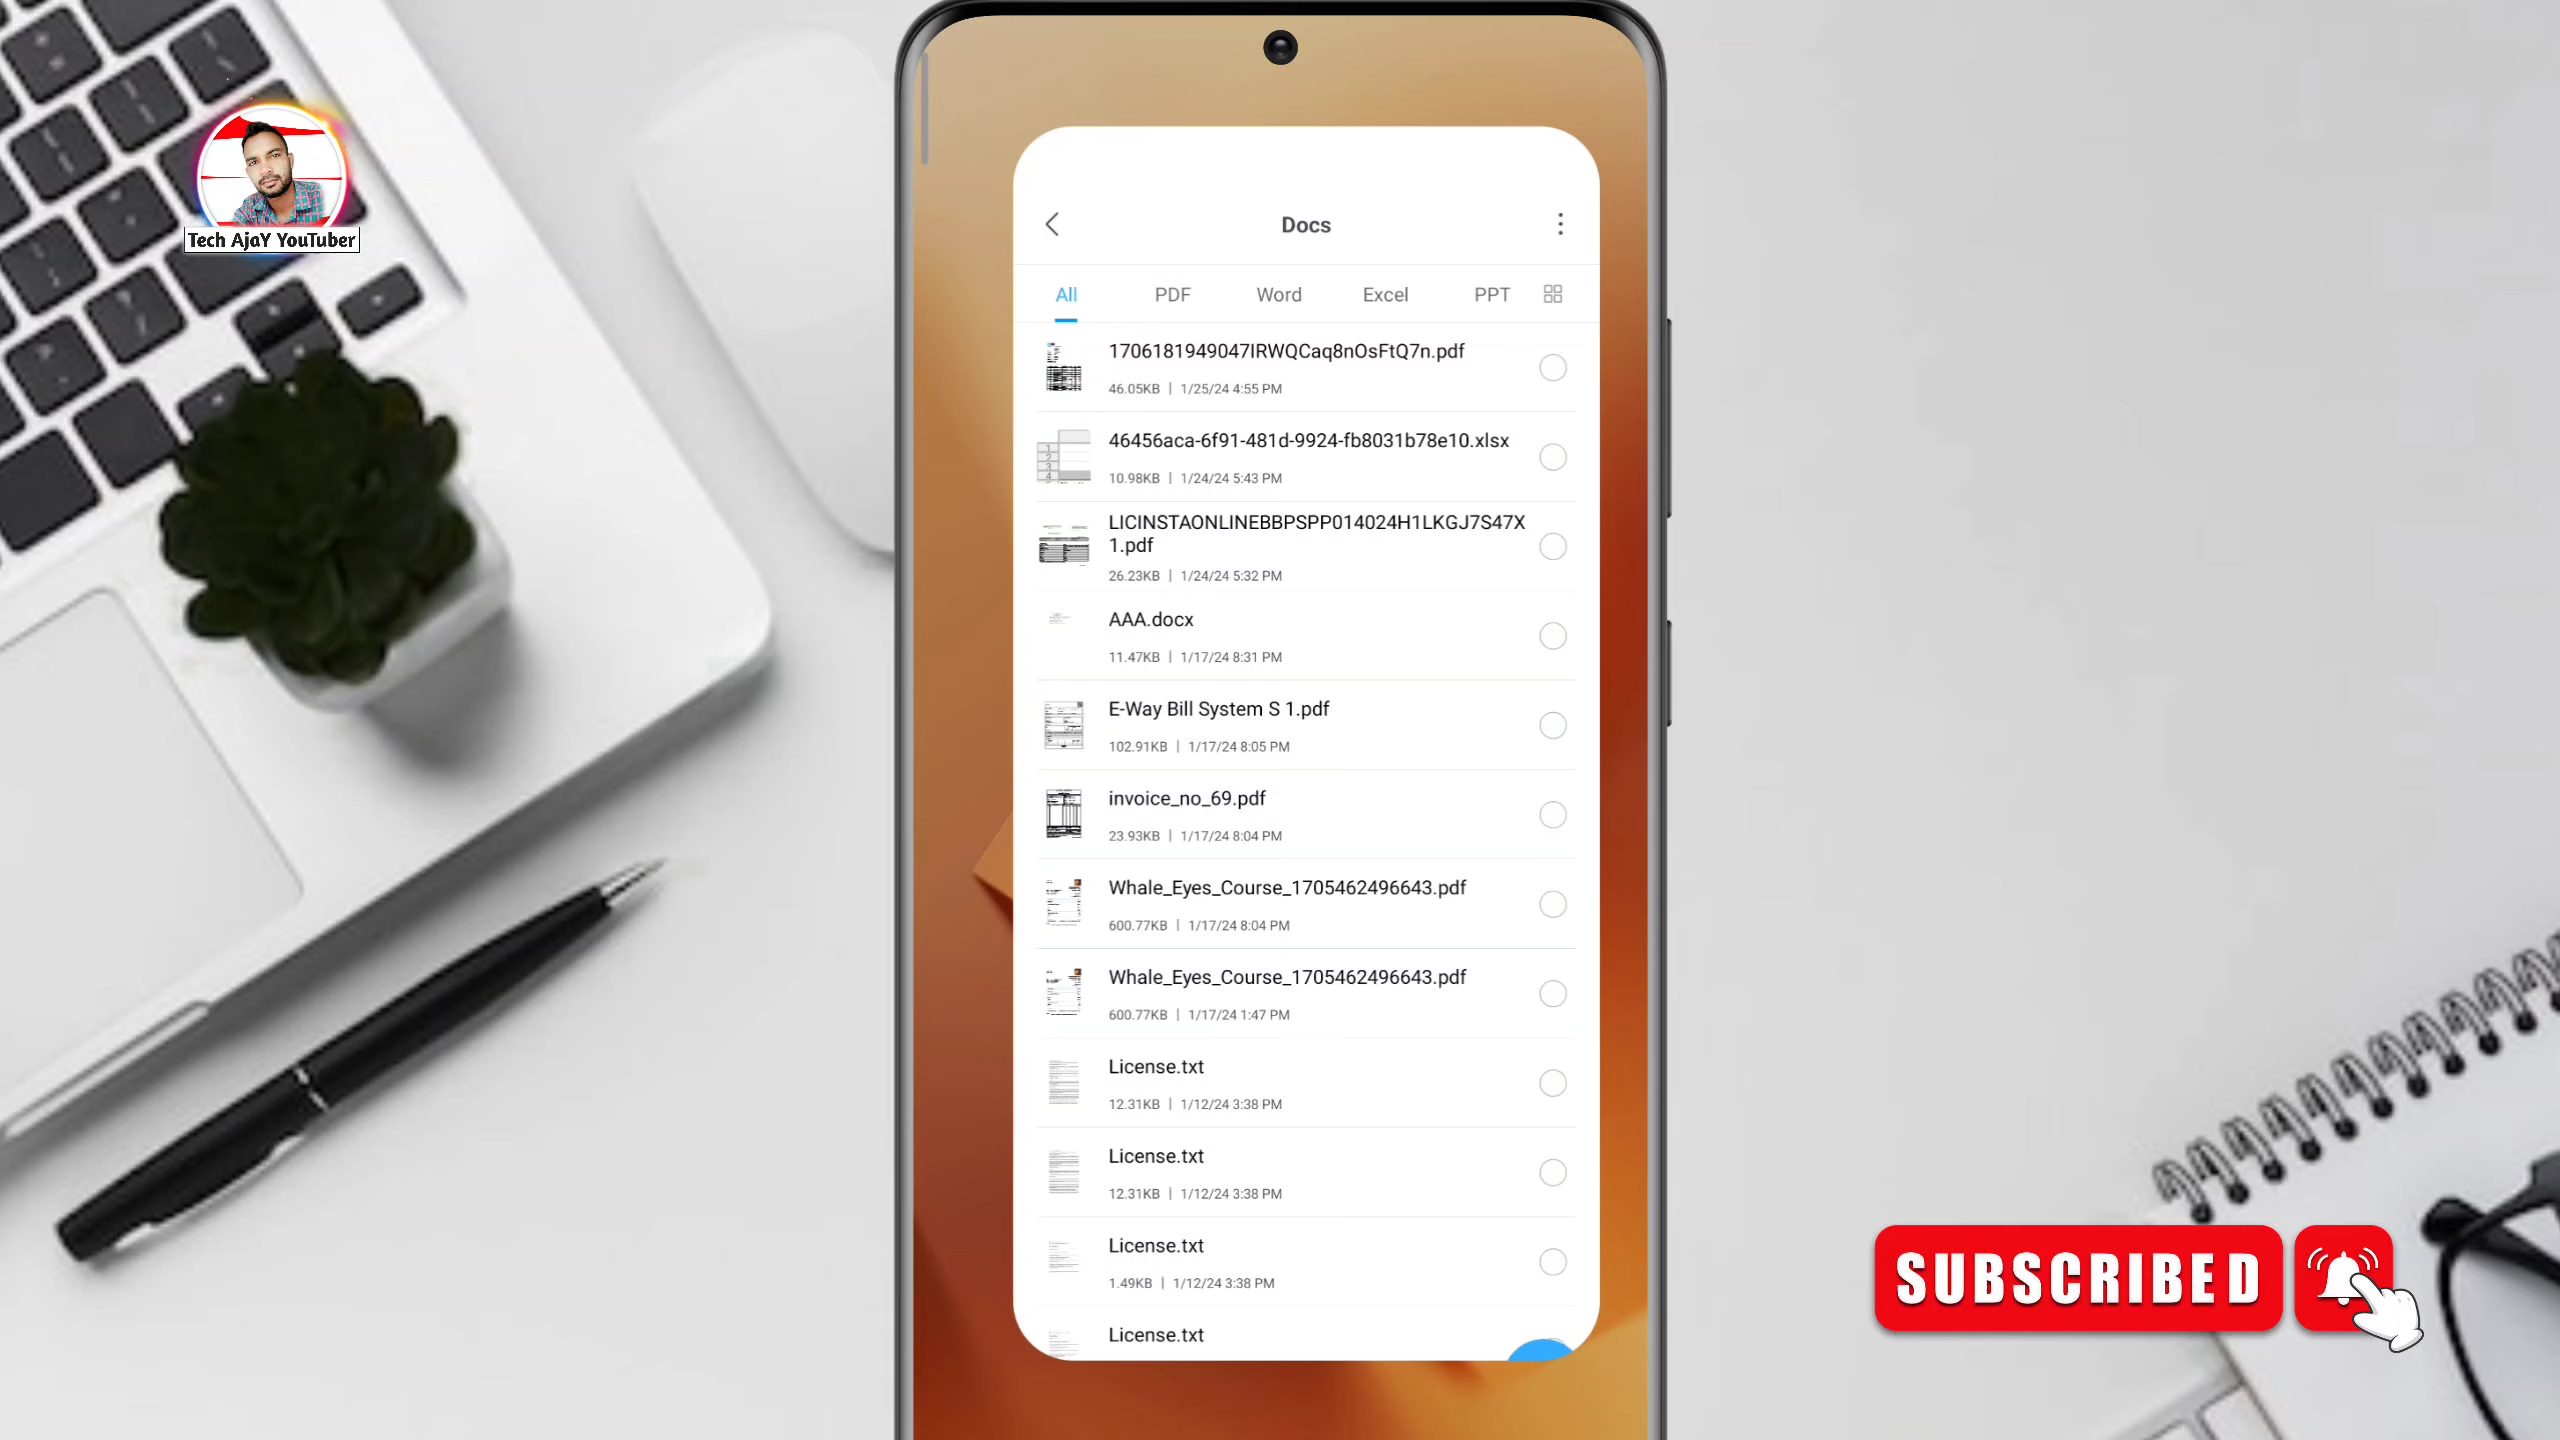 Tech AjaY YouTuber
Docs
All PDF Word Excel PPT
1706181949047IRWQCaq8nOsFtQ7n.pdf
46.05KB | 1/25/24 4:55 PM
46456aca-6f91-481d-9924-fb8031b78e10.xlsx
10.98KB | 1/24/24 5:43 PM
LICINSTAONLINEBBPSPP014024H1LKGJ7S47X
1.pdf
26.23KB | 1/24/24 5:32 PM
AAA.docx
11.47KB | 1/17/24 8:31 PM
E-Way Bill System S 1.pdf
102.91KB | 1/17/24 8:05 PM
invoice_no_69.pdf
23.93KB | 1/17/24 8:04 PM
Whale_Eyes_Course_1705462496643.pdf
600.77KB | 1/17/24 8:04 PM
Whale_Eyes_Course_1705462496643.pdf
600.77KB | 1/17/24 1:47 PM
License.txt
12.31KB | 1/12/24 3:38 PM
License.txt
12.31KB | 1/12/24 3:38 PM
License.txt
1.49KB | 1/12/24 3:38 PM
License.txt
SUBSCRIBED